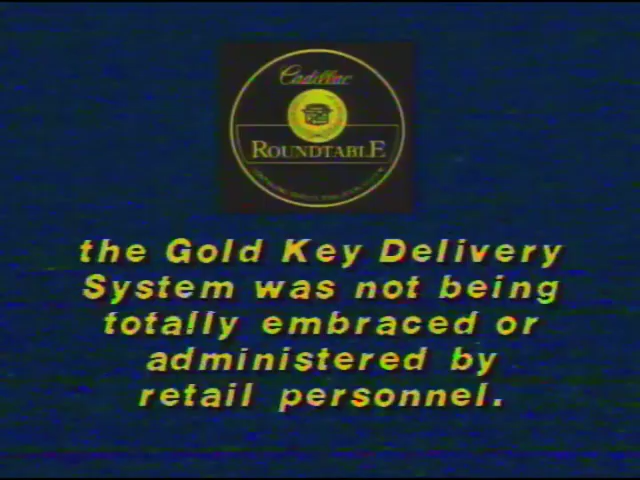 Cadillac
ROUNDTABLE
the Gold Key Delivery
System was not being
totally embraced or
administered by
retail personnel.